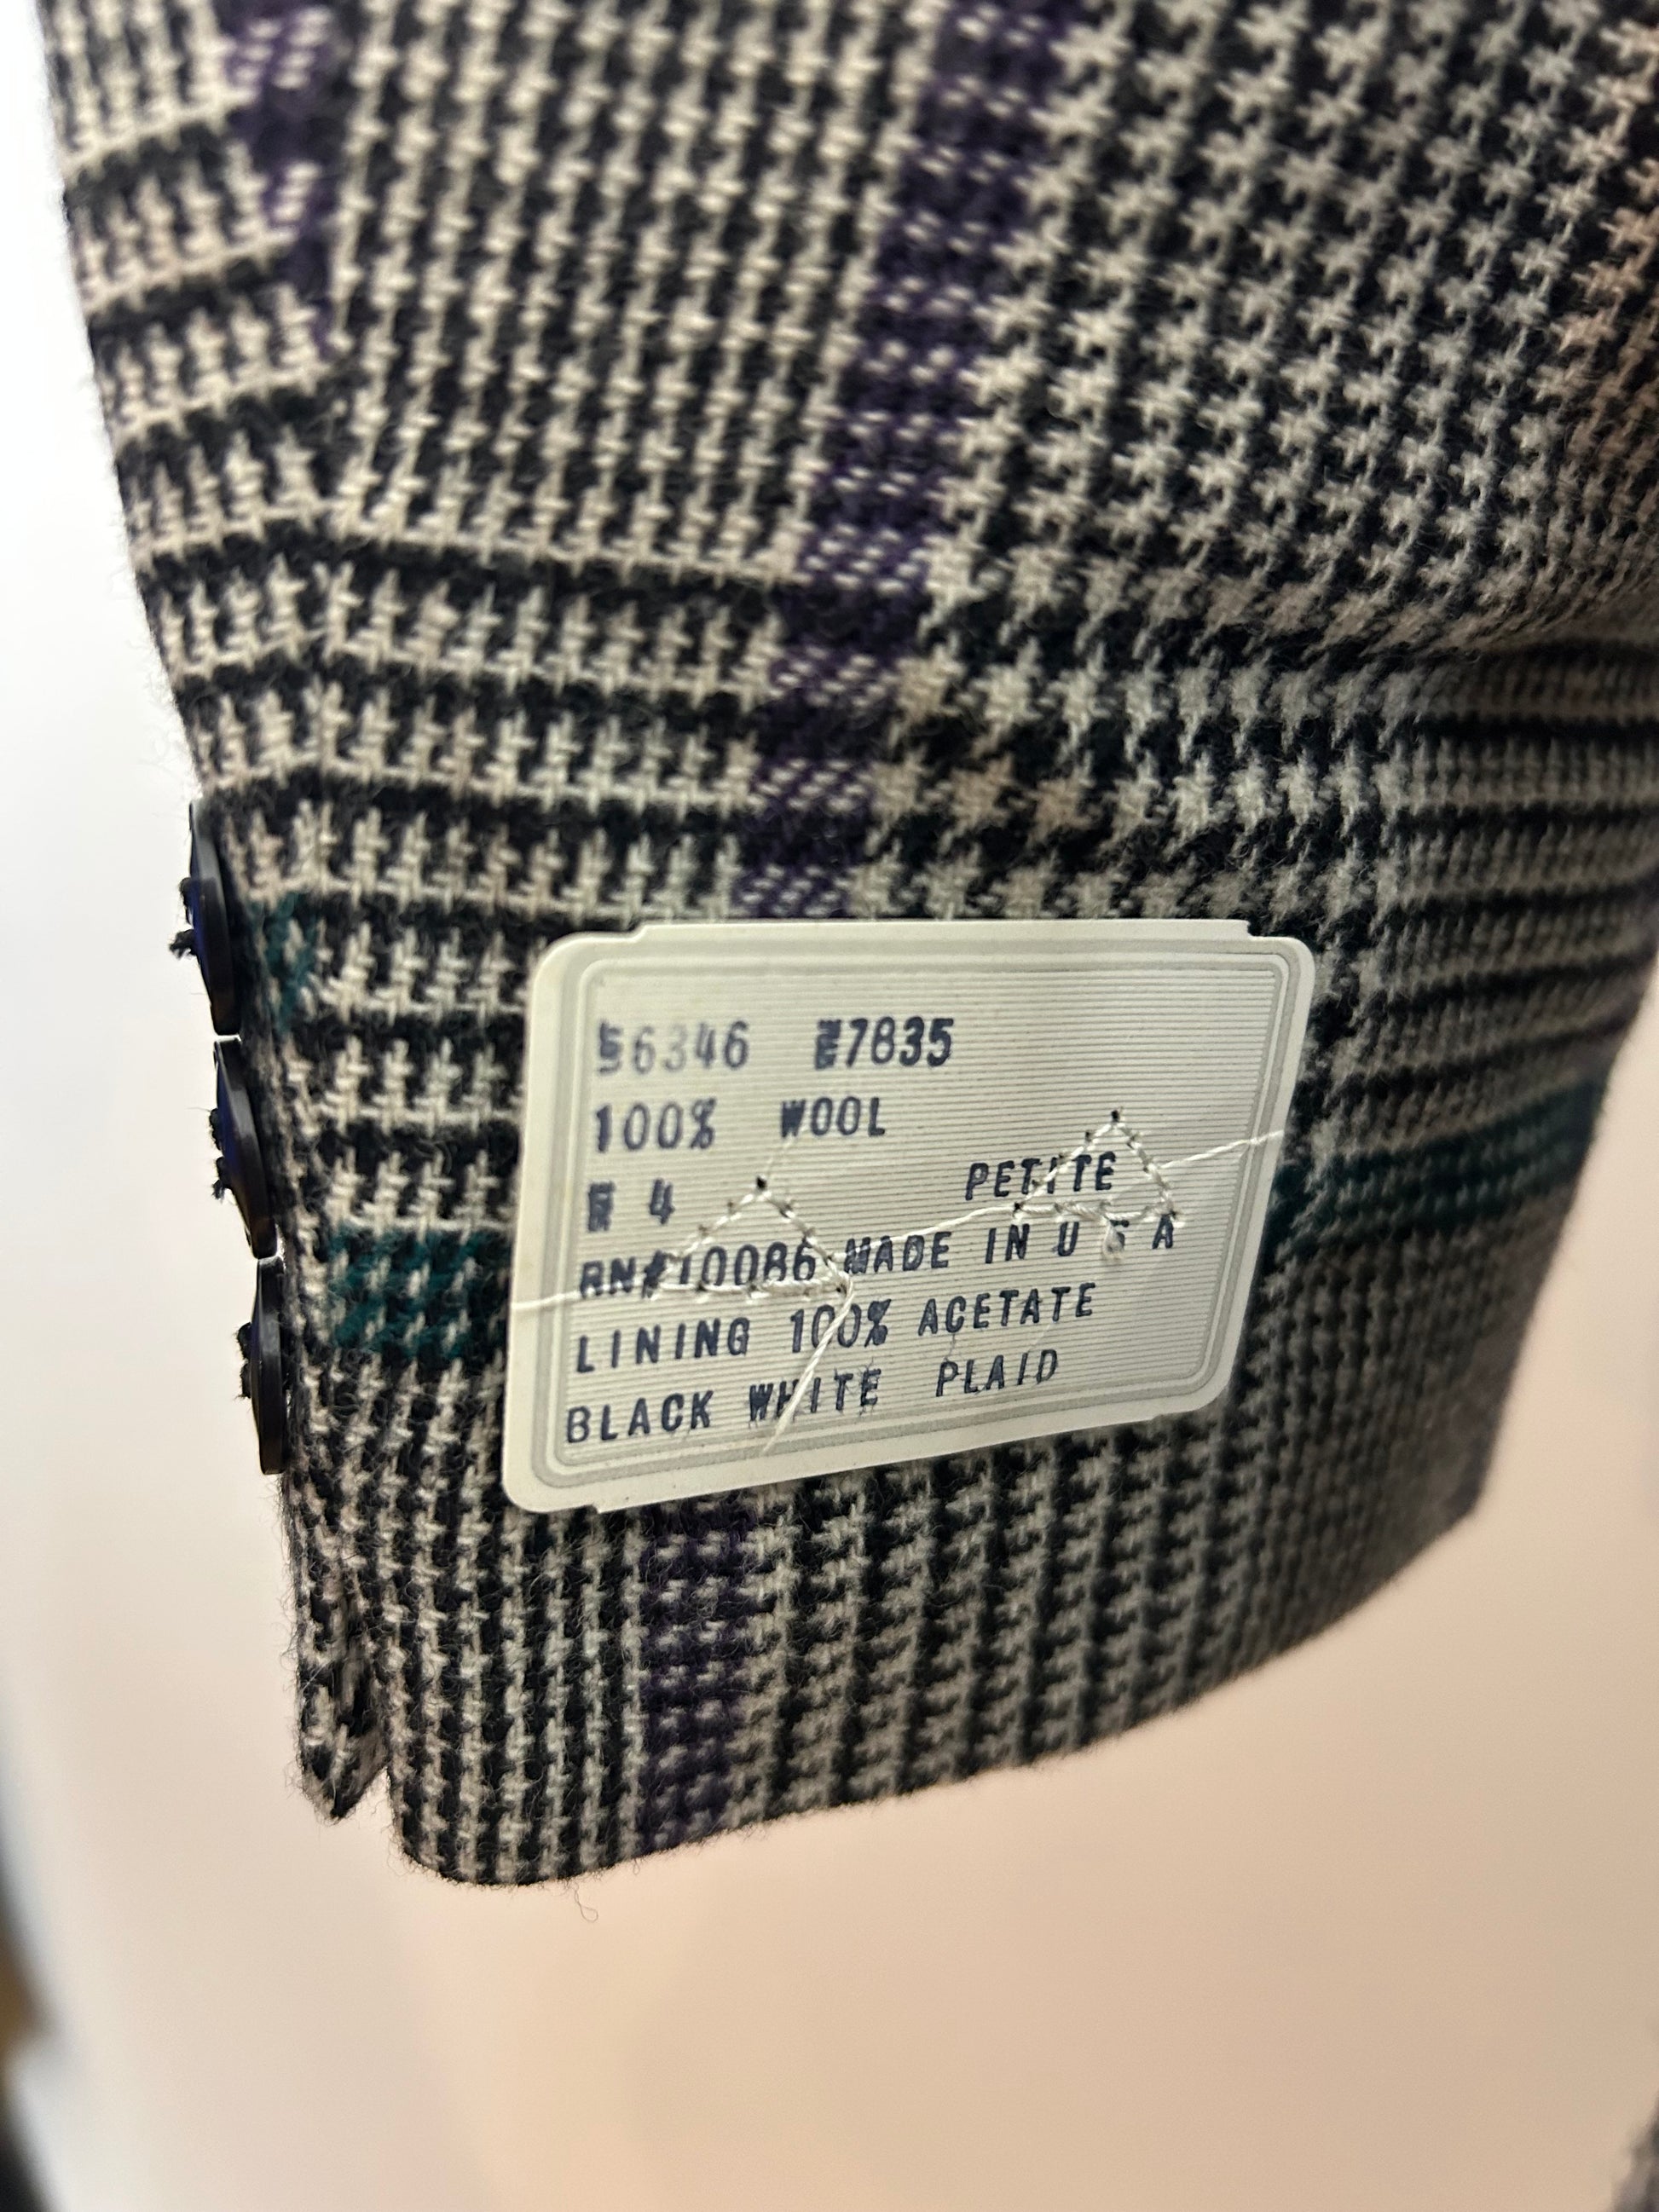 56346 7835
100% WOOL
4 PETITE
RN#10086 MADE IN U S A
LINING 100% ACETATE
BLACK WHITE PLAID